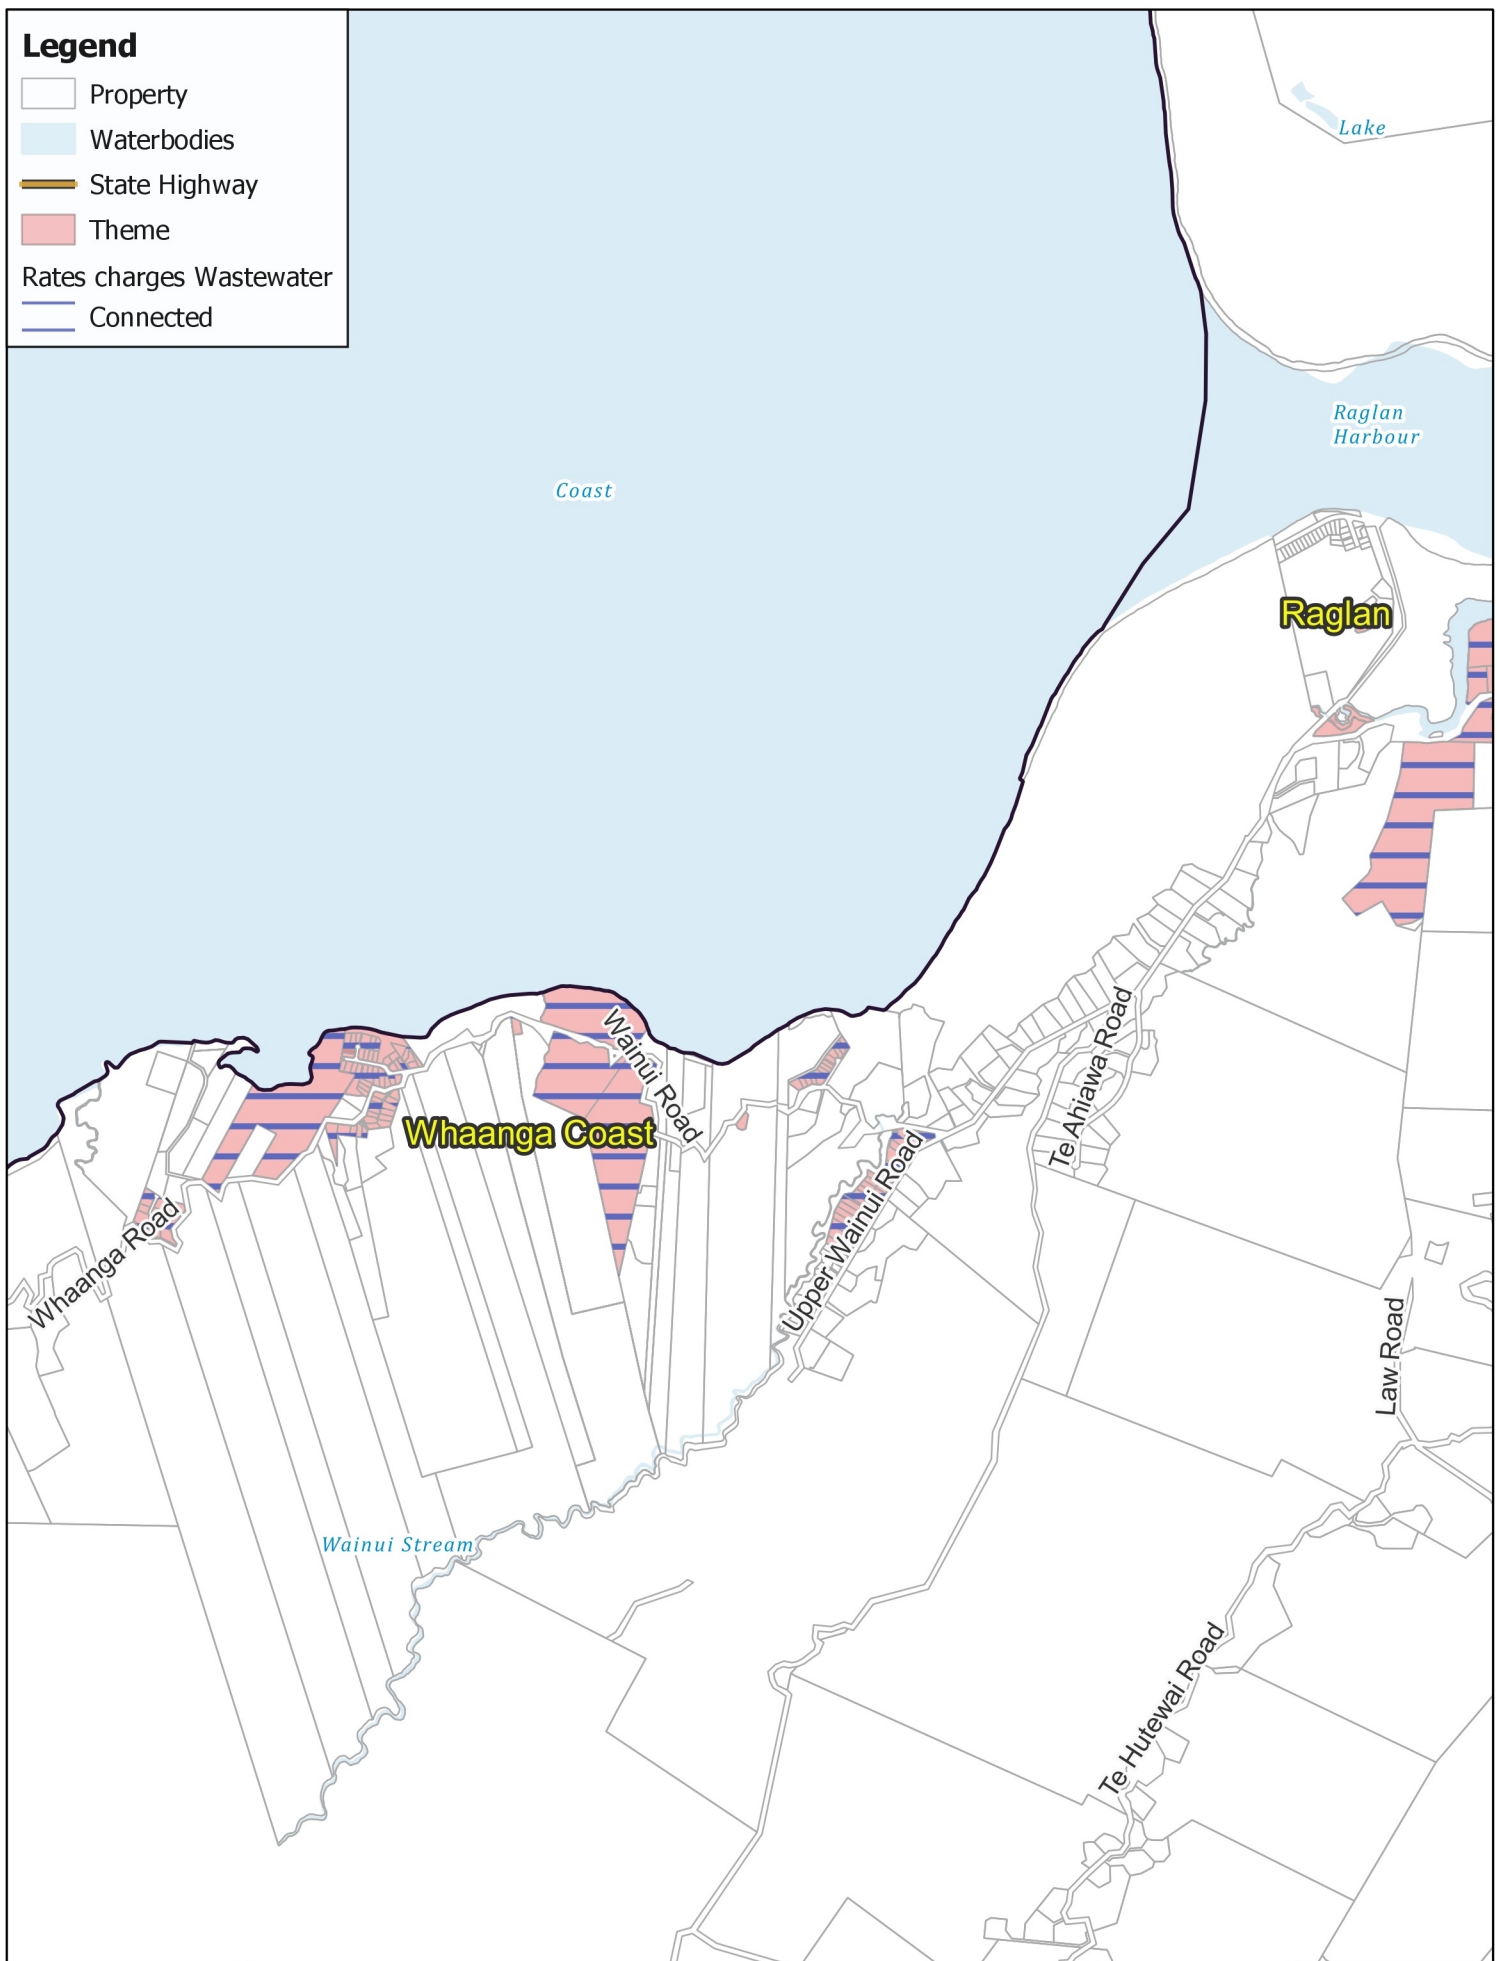 Legend
Property
Waterbodies
State Highway
Theme
Rates charges Wastewater
Connected
Lake
Raglan
Harbour
Coast
Raglan
Wainui Road
Te Ahiawa Road
Whaanga Coast
Upper Wainui Road
Whaanga Road
Law Road
Wainui Stream
Te Hutewai Road